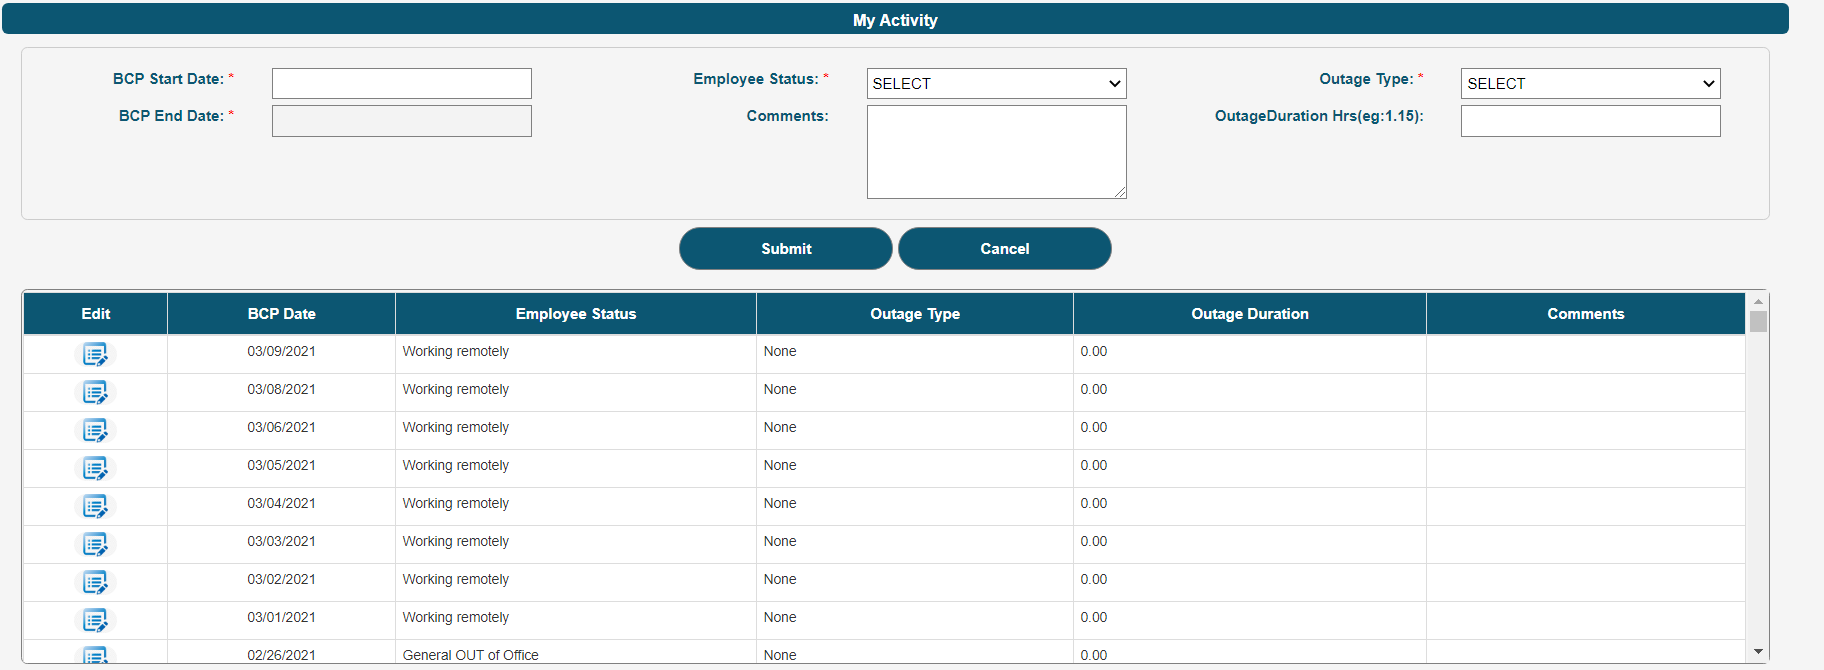 My Activity
BCP Start Date: * Employee Status: * SELECT Outage Type: * SELECT
BCP End Date: * Comments: OutageDuration Hrs(eg:1.15):
Submit Cancel
Edit BCP Date Employee Status Outage Type Outage Duration Comments
03/09/2021 Working remotely None 0.00
03/08/2021 Working remotely None 0.00
03/06/2021 Working remotely None 0.00
03/05/2021 Working remotely None 0.00
03/04/2021 Working remotely None 0.00
03/03/2021 Working remotely None 0.00
03/02/2021 Working remotely None 0.00
03/01/2021 Working remotely None 0.00
02/26/2021 General OUT of Office None 0.00